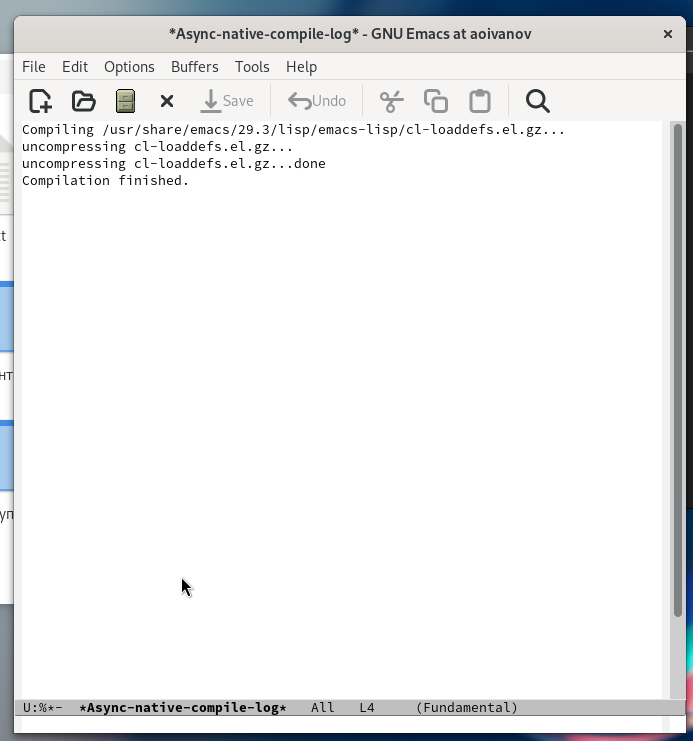 *Async-native-compile-log* - GNU Emacs at aoivanov
File Edit Options Buffers Tools Help
Save Undo
Compiling /usr/share/emacs/29.3/lisp/emacs-lisp/cl-loaddefs.el.gz...
uncompressing cl-loaddefs.el.gz...
uncompressing cl-loaddefs.el.gz...done
Compilation finished.
U:%*- *Async-native-compile-log* All L4 (Fundamental)